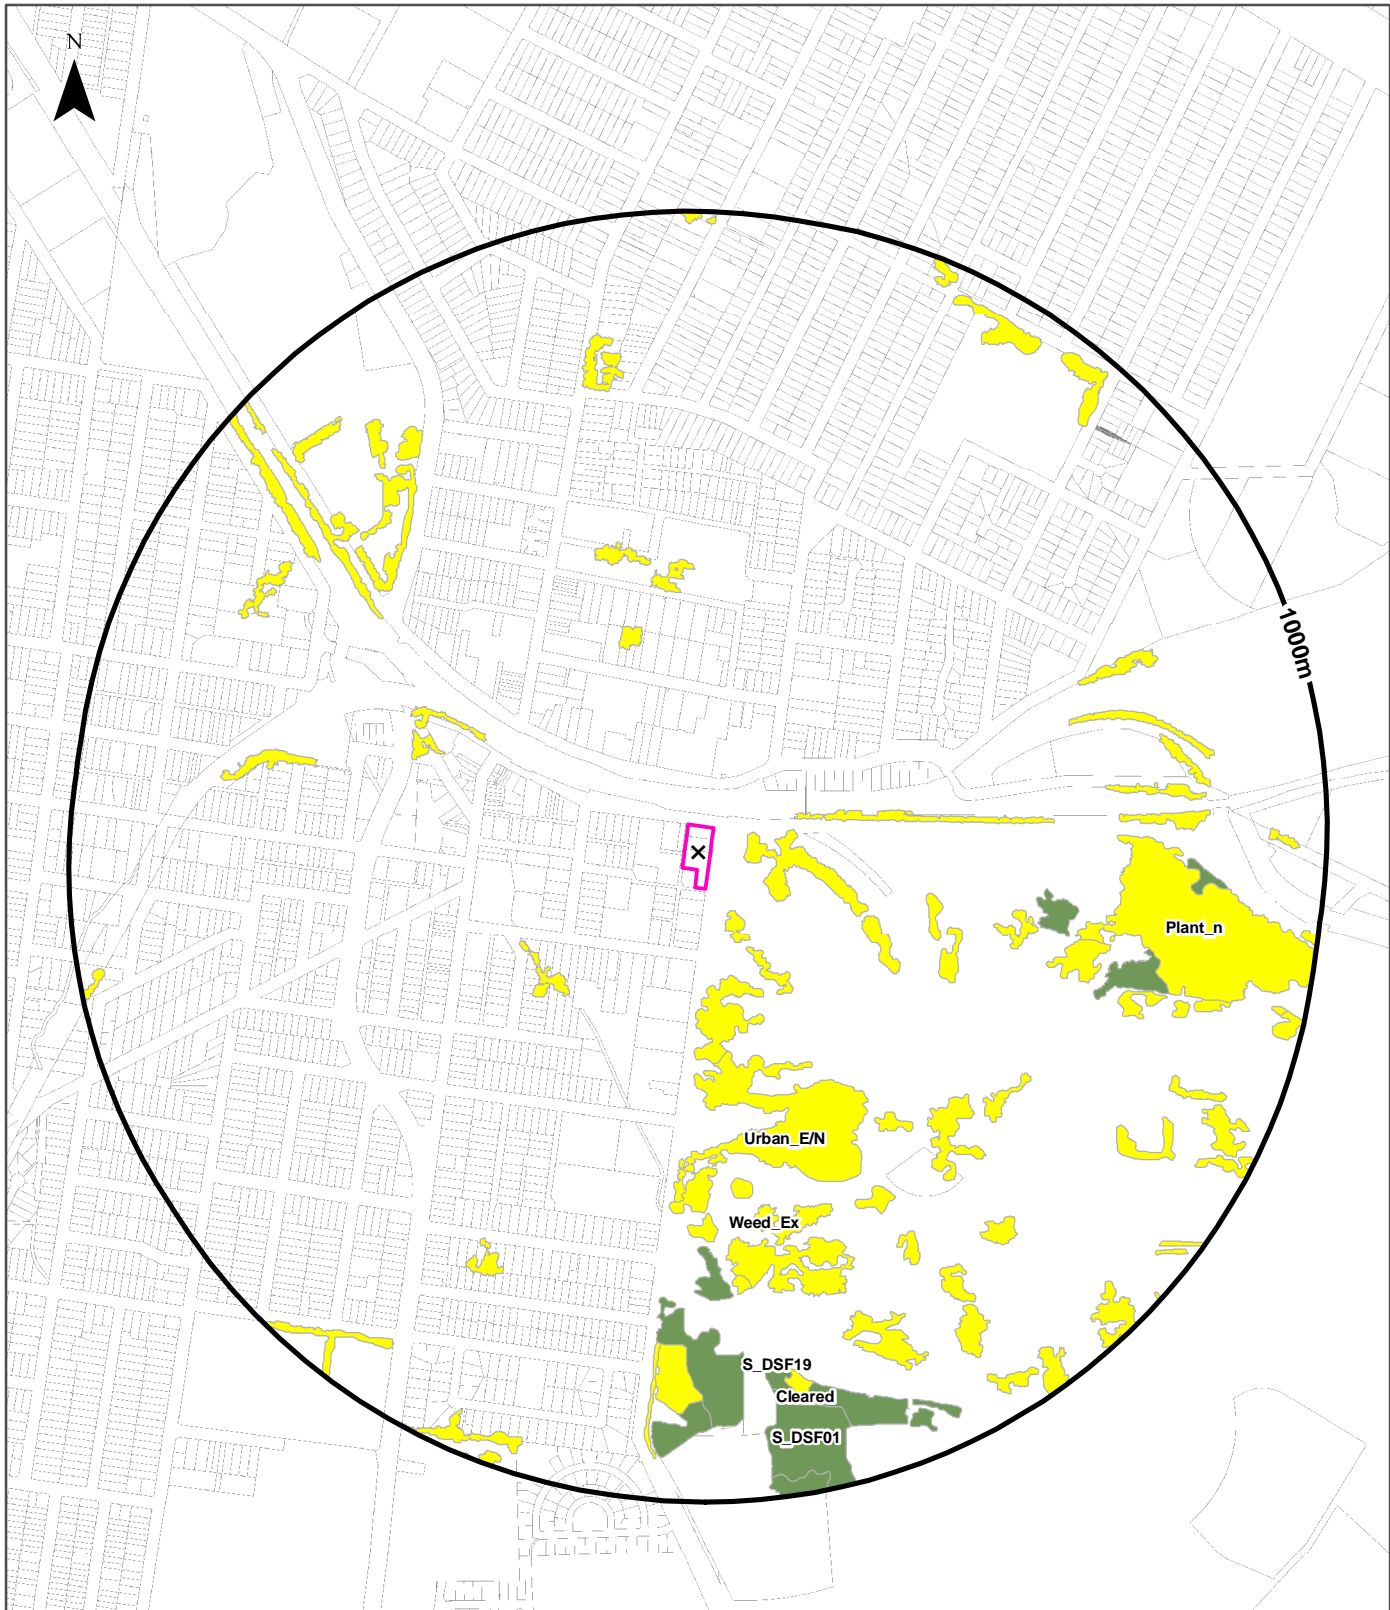 N
1000m
Plant_n
Urban_E/N
Weed_Ex
S_DSF19
Cleared
S_DSF01